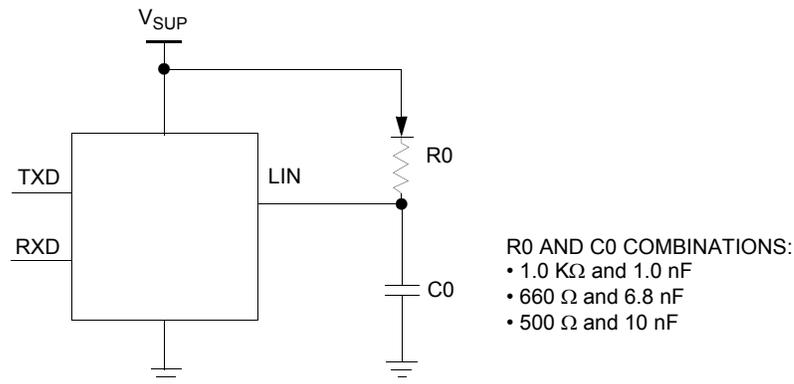 VSUP
R0
TXD
LIN
RXD
C0
R0 AND C0 COMBINATIONS:
• 1.0 KΩ and 1.0 nF
• 660 Ω and 6.8 nF
• 500 Ω and 10 nF